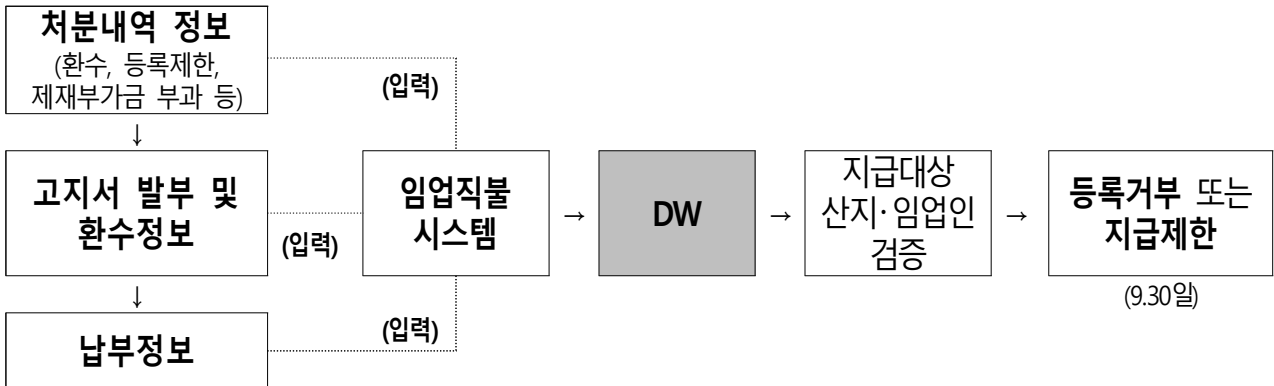 처분내역 정보
(환수, 등록제한,
제재부가금 부과 등)
(입력)
↓
고지서 발부 및
환수정보
(입력)
임업직불
시스템
→
DW
→
지급대상
산지·임업인
검증
→
등록거부 또는
지급제한
(9.30일)
↓
납부정보
(입력)